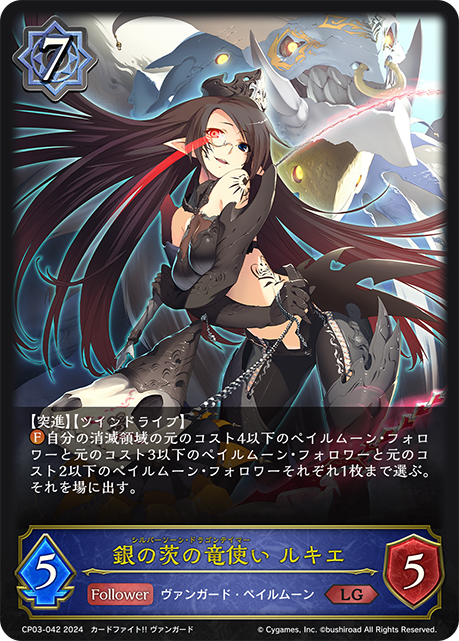 7
【突進】【ツインドライブ】
F自分の消滅領域の元のコスト4以下のペイルムーン・フォロ
ワーと元のコスト3以下のペイルムーン・フォロワーと元のコ
スト2以下のペイルムーン・フォロワーそれぞれ1枚まで選ぶ。
それを場に出す。
シルバーソーン・ドラゴンテイマー
銀の茨の竜使い ルキエ
5
5
Follower
ヴァンガード・ペイルムーン
LG
CP03-042 2024 カードファイト!! ヴァンガード
© Cygames, Inc. ©bushiroad All Rights Reserved.